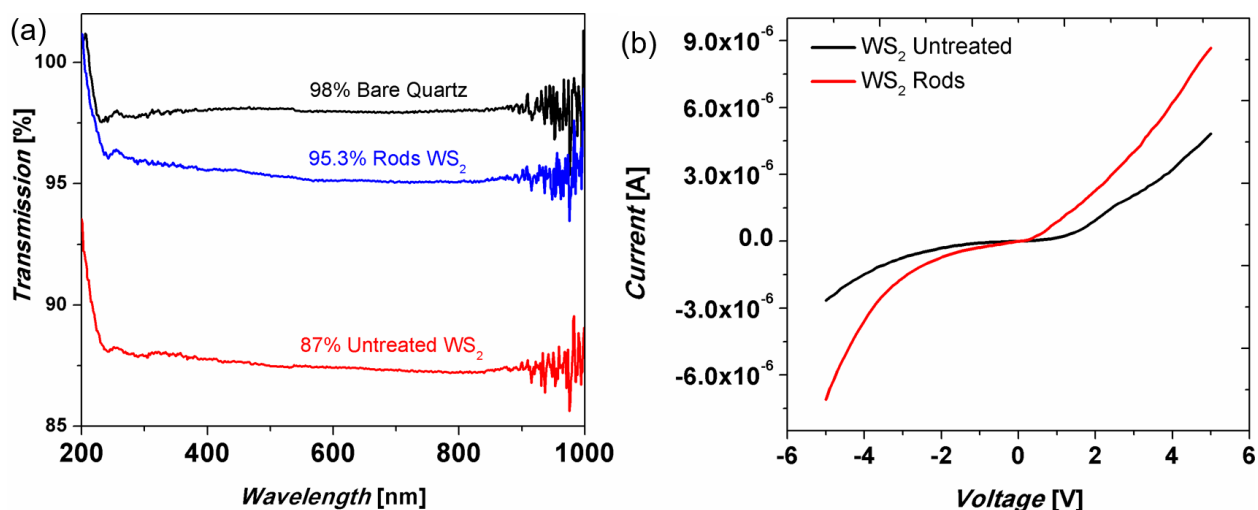 (a)
100
95
90
85
Transmission [%]
98% Bare Quartz
95.3% Rods WS₂
87% Untreated WS₂
200 400 600 800 1000
Wavelength [nm]
(b)
9.0x10⁻⁶
6.0x10⁻⁶
3.0x10⁻⁶
0.0
-3.0x10⁻⁶
-6.0x10⁻⁶
Current [A]
WS₂ Untreated
WS₂ Rods
-6 -4 -2 0 2 4 6
Voltage [V]